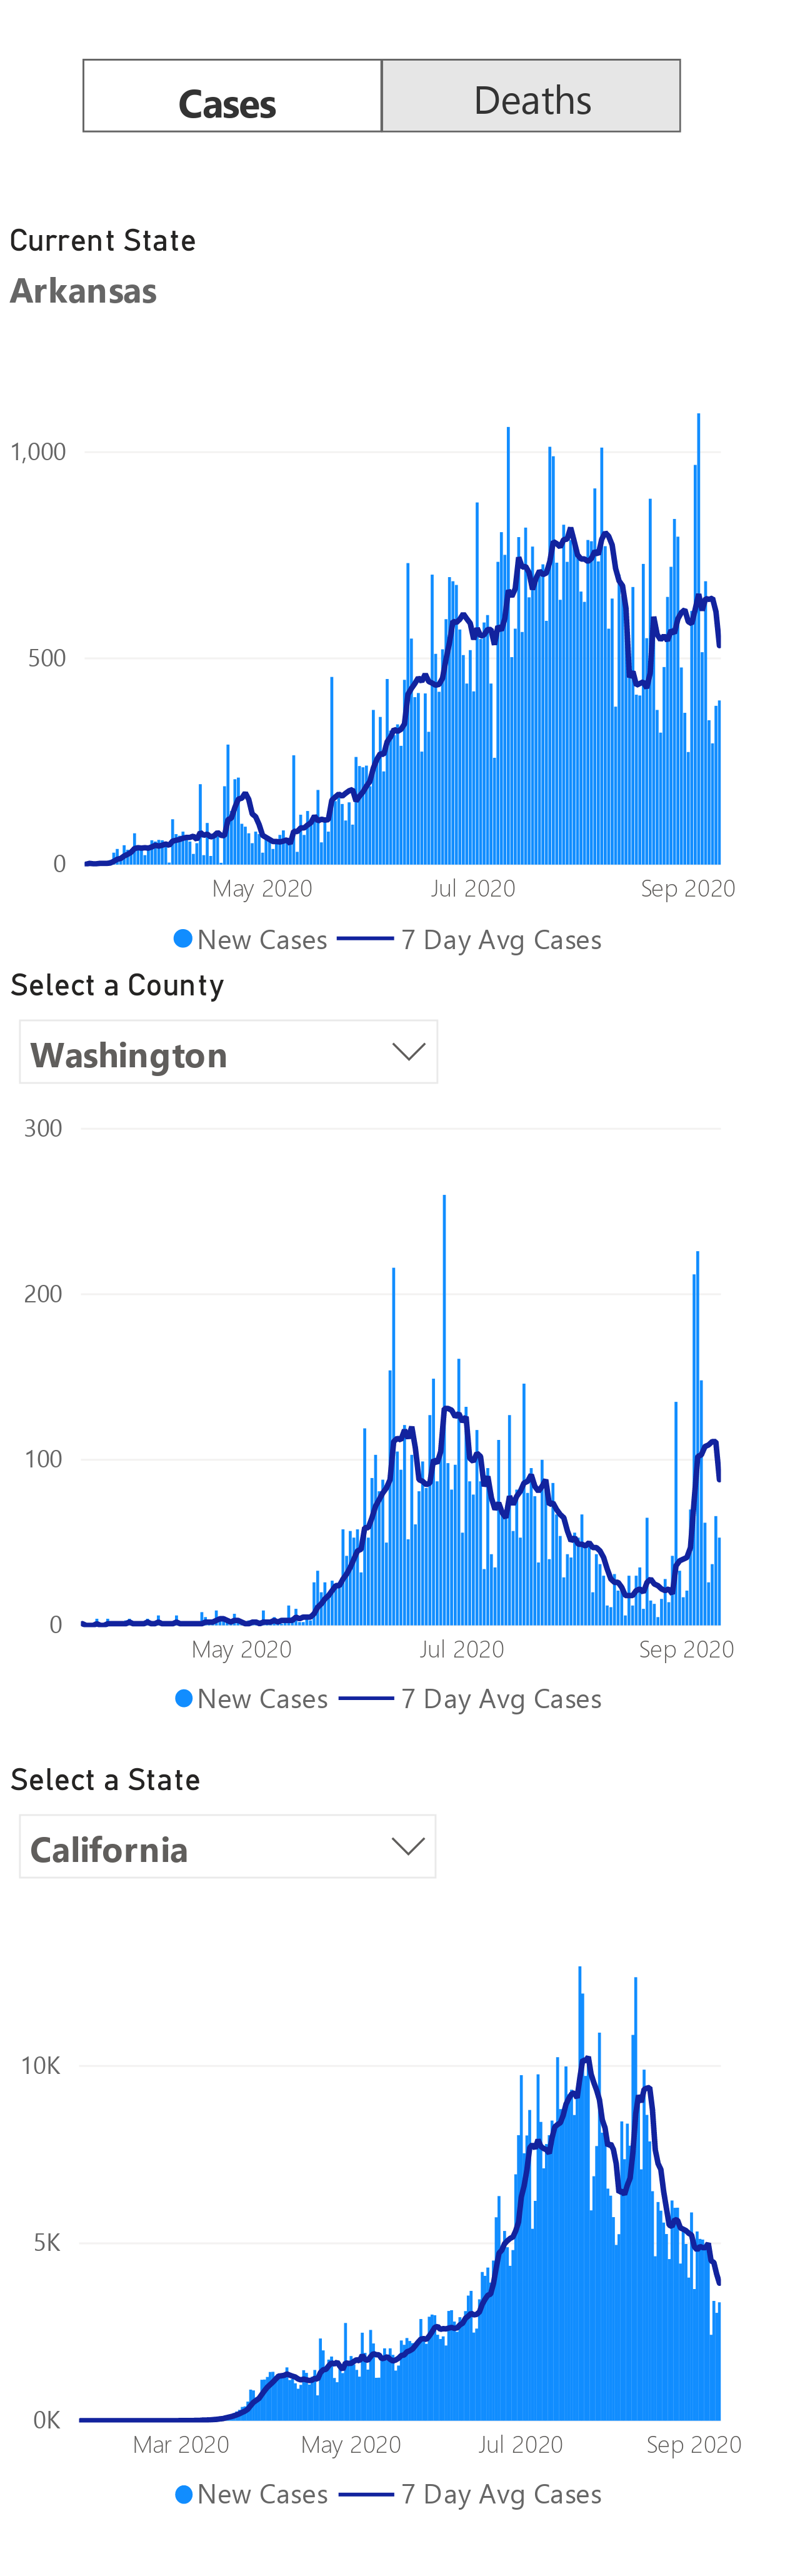 Cases Deaths
Current State
Arkansas
1,000
500
0
May 2020 Jul 2020 Sep 2020
New Cases 7 Day Avg Cases
Select a County
Washington
300
200
100
0
May 2020 Jul 2020 Sep 2020
New Cases 7 Day Avg Cases
Select a State
California
10K
5K
0K
Mar 2020 May 2020 Jul 2020 Sep 2020
New Cases 7 Day Avg Cases